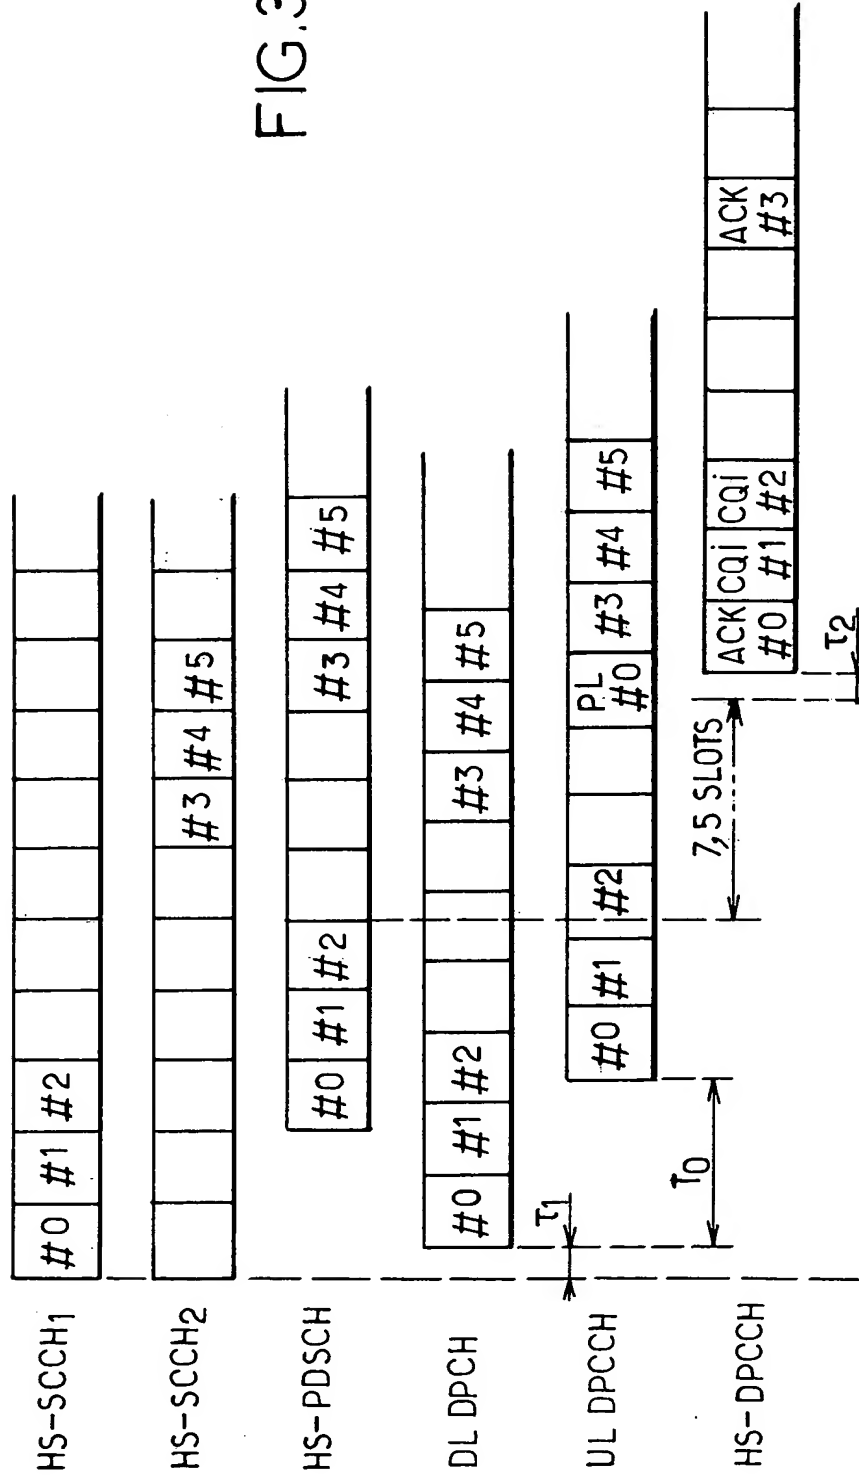 FIG.3
HS-SCCH1 #0 #1 #2
HS-SCCH2 #3 #4 #5
HS-PDSCH #0 #1 #2 #3 #4 #5
DL DPCH #0 #1 #2 #3 #4 #5
τ1
UL DPCCH #0 #1 #2 PL #0 #3 #4 #5
T0
7,5 SLOTS
HS-DPCCH ACK #0 CQi #1 CQi #2 ACK #3
τ2